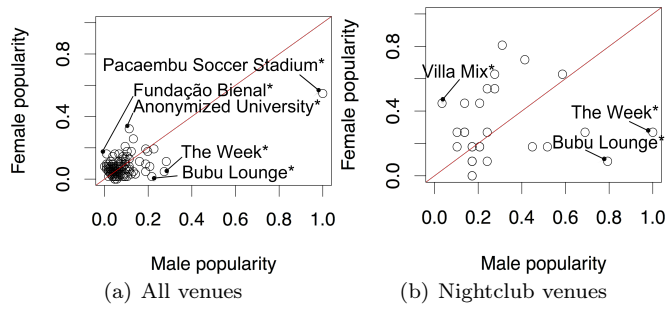 Female popularity
0.0 0.4 0.8
Pacaembu Soccer Stadium*
Fundação Bienal*
Anonymized University*
The Week*
Bubu Lounge*
0.0 0.2 0.4 0.6 0.8 1.0
Male popularity
(a) All venues
Female popularity
0.0 0.4 0.8
Villa Mix*
The Week*
Bubu Lounge*
0.0 0.2 0.4 0.6 0.8 1.0
Male popularity
(b) Nightclub venues